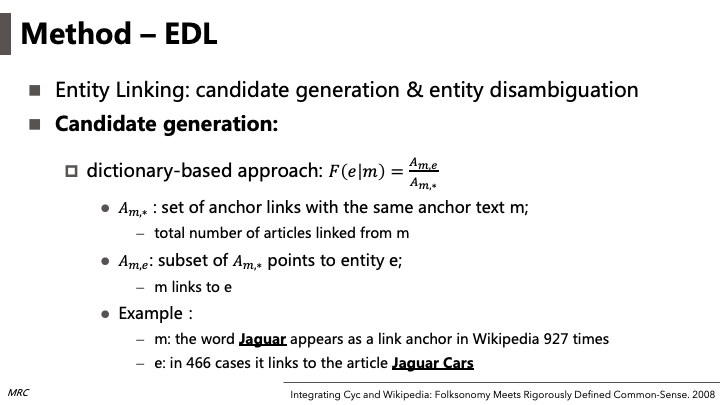 Method – EDL
■ Entity Linking: candidate generation & entity disambiguation
■ Candidate generation:
□ dictionary-based approach: F(e|m) = A_{m,e} / A_{m,*}
● A_{m,*} : set of anchor links with the same anchor text m;
– total number of articles linked from m
● A_{m,e}: subset of A_{m,*} points to entity e;
– m links to e
● Example :
– m: the word Jaguar appears as a link anchor in Wikipedia 927 times
– e: in 466 cases it links to the article Jaguar Cars
MRC
Integrating Cyc and Wikipedia: Folksonomy Meets Rigorously Defined Common-Sense. 2008